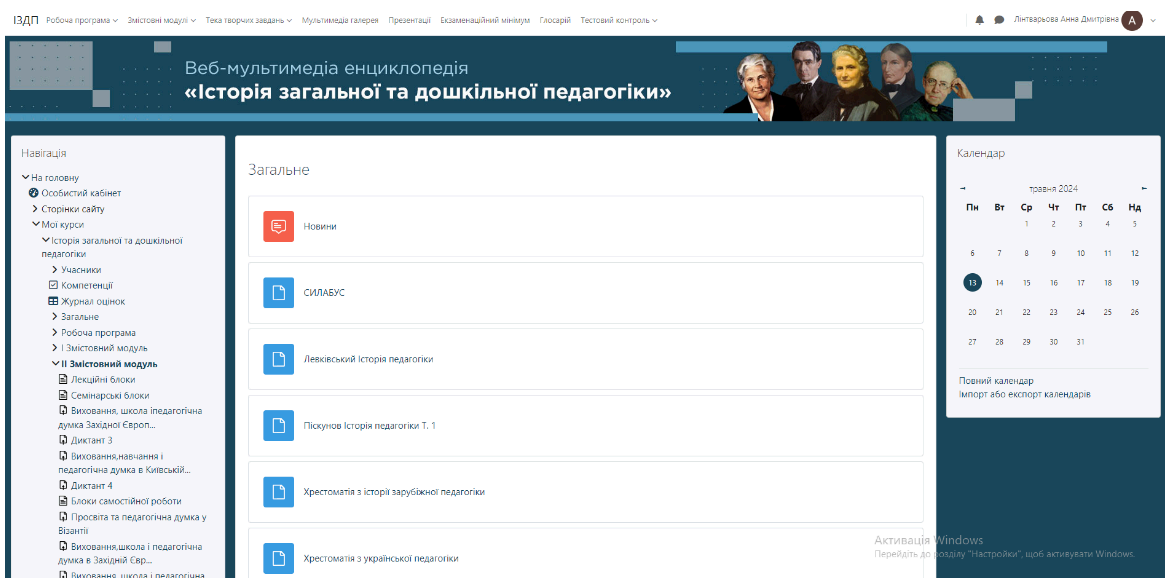 ІЗДП Робоча програма Змістовні модулі Тека творчих завдань Мультимедіа галерея Презентації Екзаменаційний мінімум Глосарій Тестовий контроль Лінтварьова Анна Дмитрівна А
Веб-мультимедіа енциклопедія
«Історія загальної та дошкільної педагогіки»
Навігація
На головну
Особистий кабінет
Сторінки сайту
Мої курси
Історія загальної та дошкільної
педагогіки
Учасники
Компетенції
Журнал оцінок
Загальне
Робоча програма
І Змістовний модуль
ІІ Змістовний модуль
Лекційні блоки
Семінарські блоки
Виховання, школа іпедагогічна
думка Західної Європ...
Диктант 3
Виховання,навчання і
педагогічна думка в Київській...
Диктант 4
Блоки самостійної роботи
Просвіта та педагогічна думка у
Візантії
Виховання,школа і педагогічна
думка в Західній Євр...
Виховання, школа і педагогічна
Загальне
Новини
СИЛАБУС
Левківський Історія педагогіки
Піскунов Історія педагогіки Т. 1
Хрестоматія з історії зарубіжної педагогіки
Хрестоматія з української педагогіки
Календар
травня 2024
Пн Вт Ср Чт Пт Сб Нд
1 2 3 4 5
6 7 8 9 10 11 12
13 14 15 16 17 18 19
20 21 22 23 24 25 26
27 28 29 30 31
Повний календар
Імпорт або експорт календарів
Активація Windows
Перейдіть до розділу "Настройки", щоб активувати Windows.